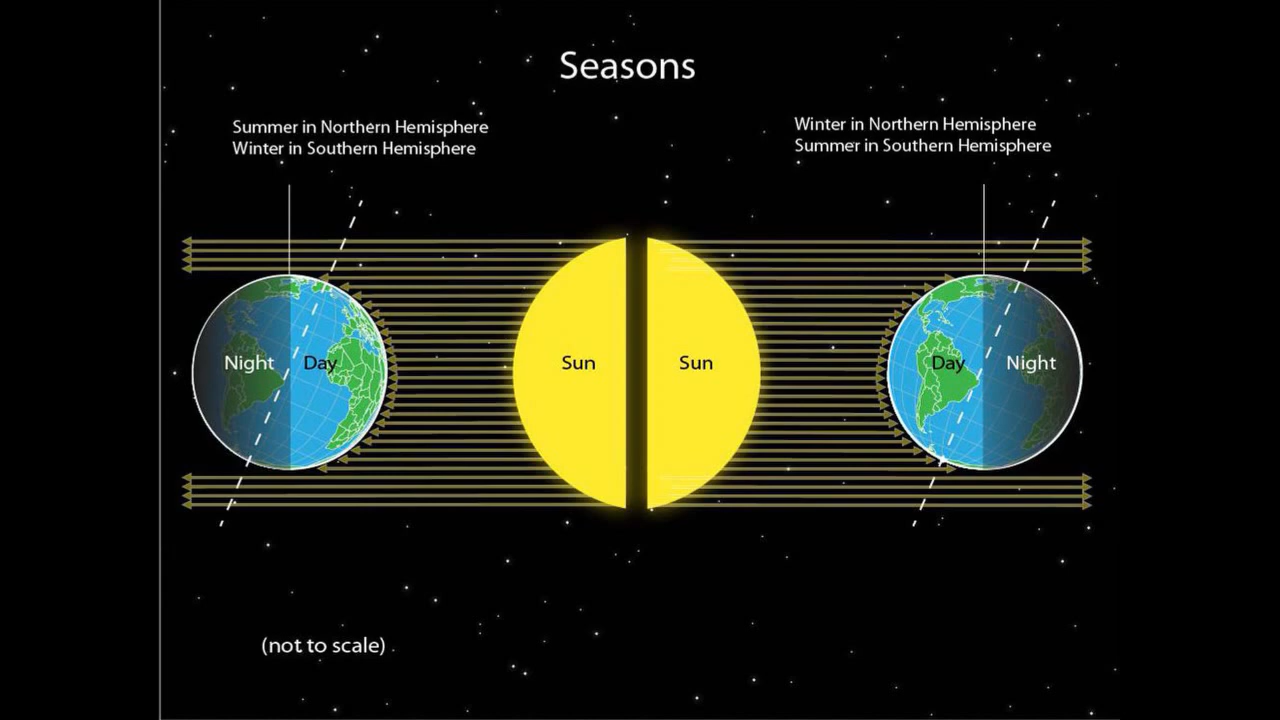 Seasons
Summer in Northern Hemisphere
Winter in Southern Hemisphere
Winter in Northern Hemisphere
Summer in Southern Hemisphere
Night
Day
Sun
Sun
Day
Night
(not to scale)